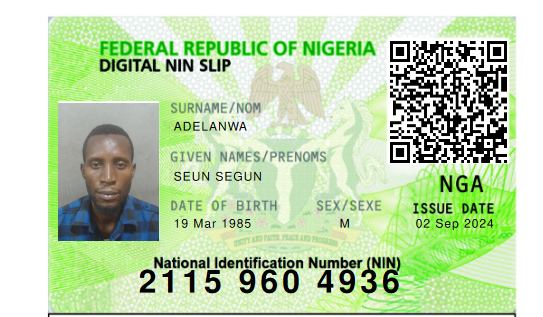 FEDERAL REPUBLIC OF NIGERIA
DIGITAL NIN SLIP
SURNAME/NOM
ADELANWA
GIVEN NAMES/PRENOMS
SEUN SEGUN
DATE OF BIRTH SEX/SEXE
19 Mar 1985 M
NGA
ISSUE DATE
02 Sep 2024
UNITY AND FAITH, PEACE AND PROGRESS
National Identification Number (NIN)
2115 960 4936